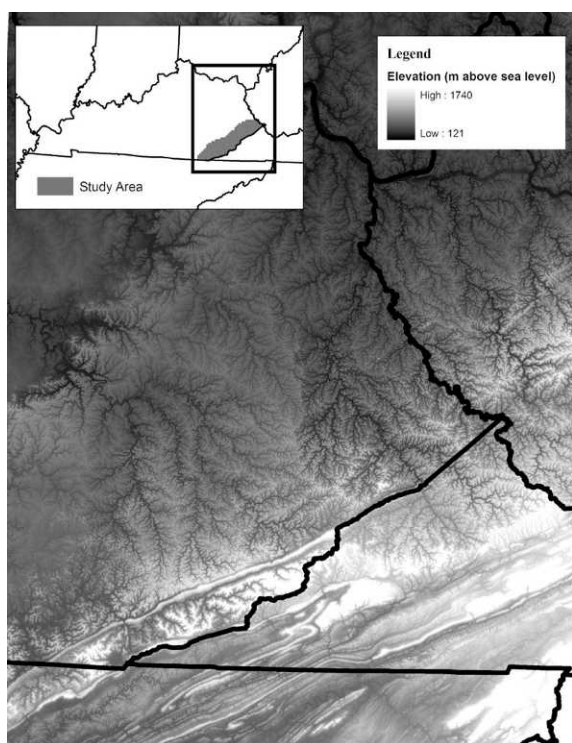 Legend
Elevation (m above sea level)
High : 1740
Low : 121
Study Area